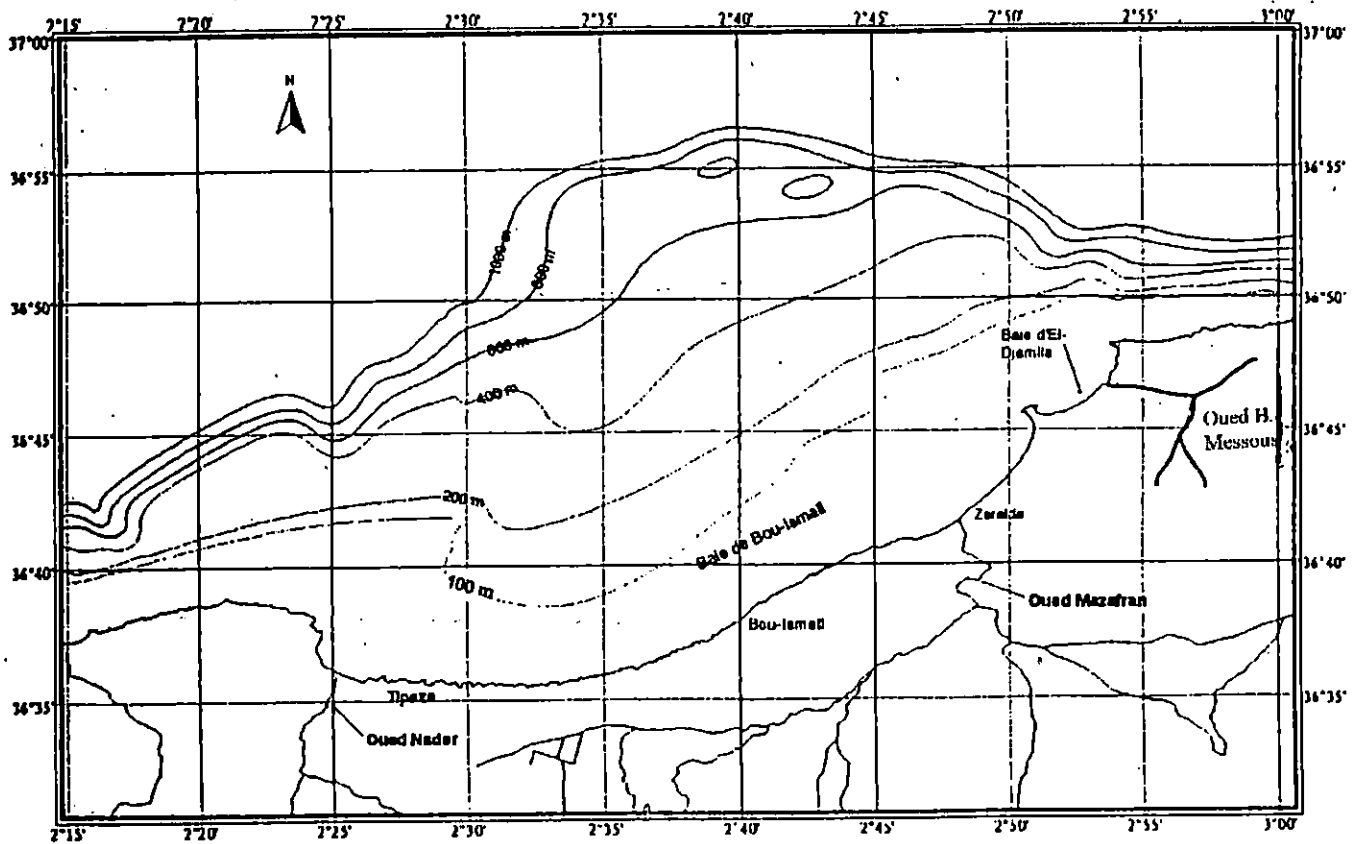 2°15' 2°20' 2°25' 2°30' 2°35' 2°40' 2°45' 2°50' 2°55' 3°00'
37°00' 37°00'
N
36°55' 36°55'
1000 m
800 m
36°50' 36°50'
600 m
Baie d'El-
Djemila
400 m
36°45' 36°45'
Oued B.
Messous
200 m
Baie de Bou-Ismail
Zeralda
36°40' 36°40'
100 m
Oued Mazafran
Bou-Ismail
36°35' 36°35'
Tipaza
Oued Nador
2°15' 2°20' 2°25' 2°30' 2°35' 2°40' 2°45' 2°50' 2°55' 3°00'